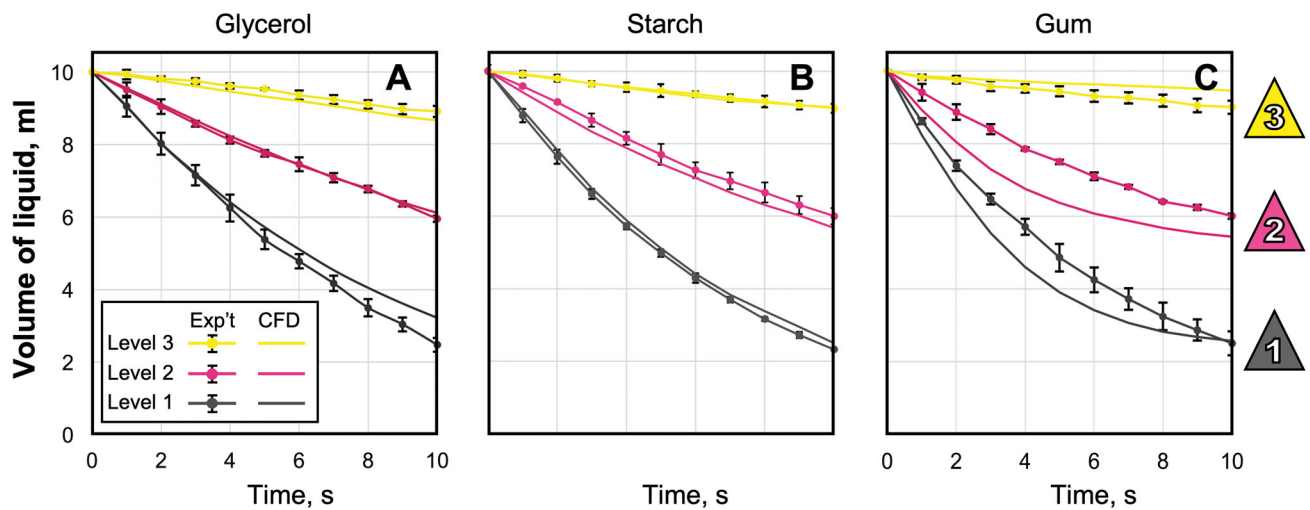 Glycerol
Starch
Gum
Volume of liquid, ml
10
8
6
4
2
0
A
B
C
Exp't CFD
Level 3
Level 2
Level 1
0 2 4 6 8 10
0 2 4 6 8 10
Time, s
Time, s
Time, s
3
2
1